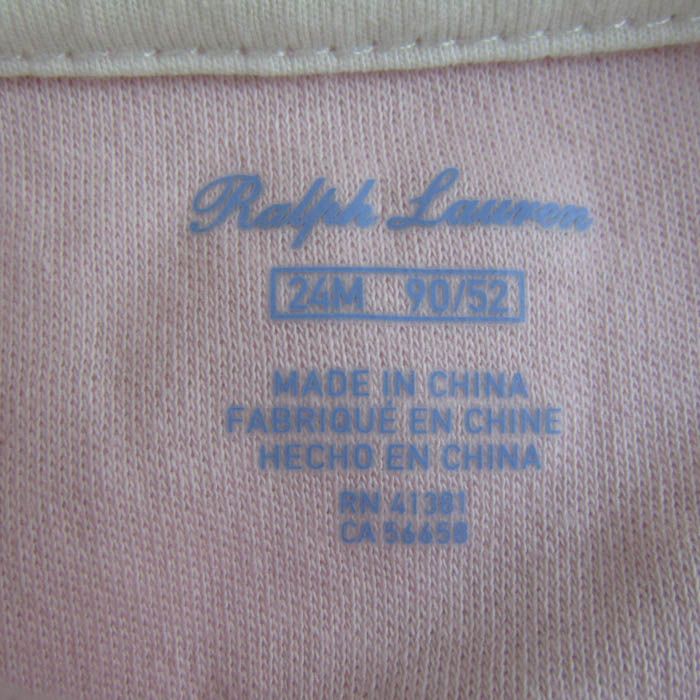 Ralph Lauren
24M 90/52
MADE IN CHINA
FABRIQUÉ EN CHINE
HECHO EN CHINA
RN 41381
CA 56658